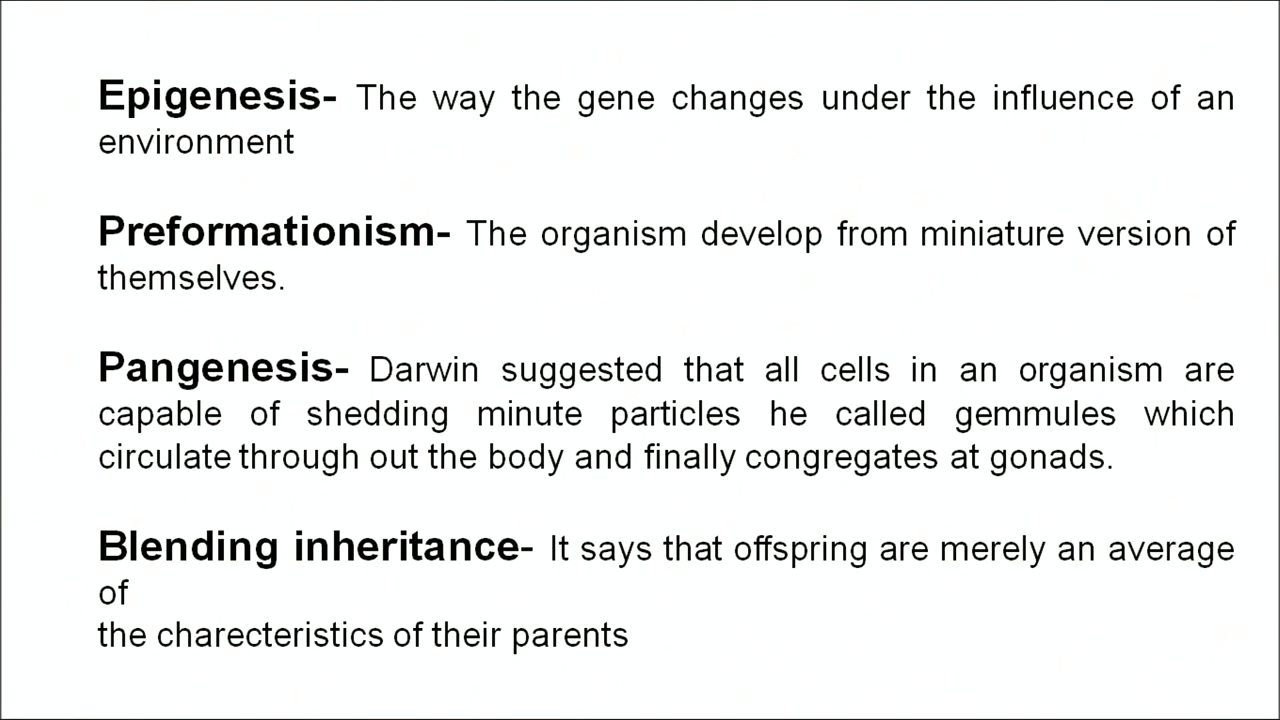 Epigenesis- The way the gene changes under the influence of an
environment
Preformationism- The organism develop from miniature version of
themselves.
Pangenesis- Darwin suggested that all cells in an organism are
capable of shedding minute particles he called gemmules which
circulate through out the body and finally congregates at gonads.
Blending inheritance- It says that offspring are merely an average
of
the charecteristics of their parents